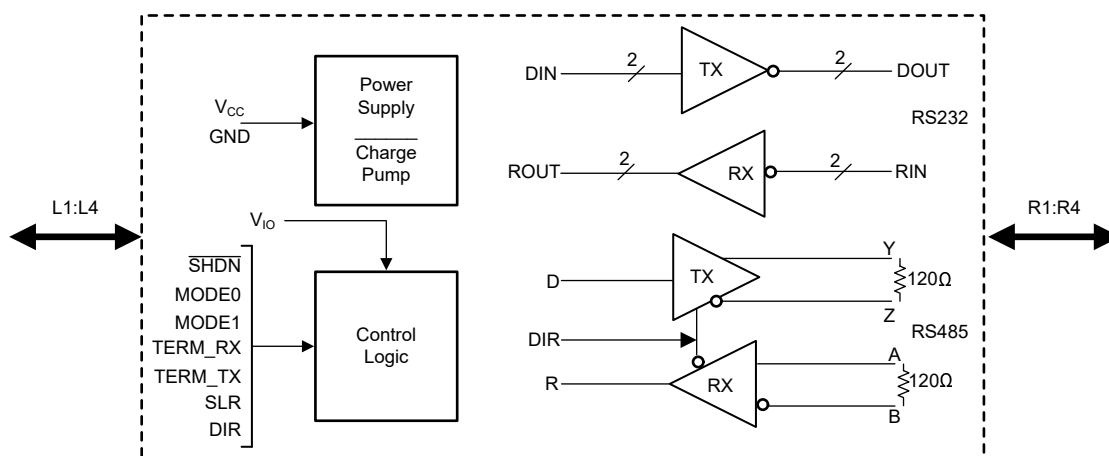 L1:L4
V_CC
GND
Power
Supply
Charge
Pump
V_IO
SHDN
MODE0
MODE1
TERM_RX
TERM_TX
SLR
DIR
Control
Logic
DIN
2
TX
2
DOUT
RS232
ROUT
2
RX
2
RIN
D
TX
Y
120Ω
Z
DIR
RS485
R
RX
A
120Ω
B
R1:R4